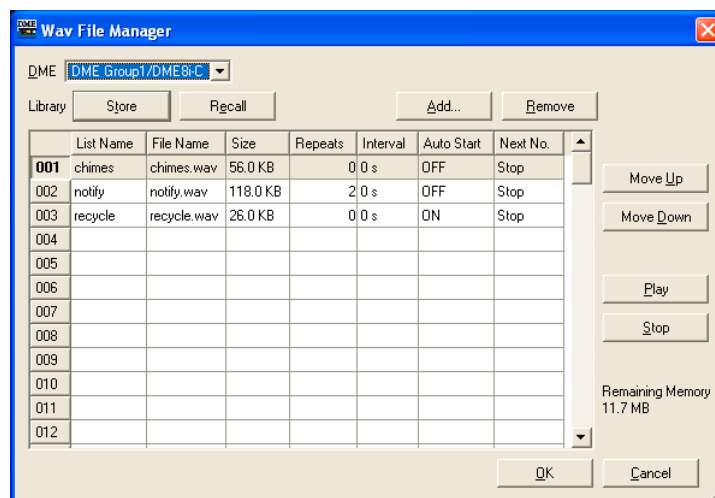 DME Wav File Manager
DME DME Group1/DME8i-C
Library Store Recall Add... Remove
List Name File Name Size Repeats Interval Auto Start Next No.
001 chimes chimes.wav 56.0 KB 0 0 s OFF Stop
002 notify notify.wav 118.0 KB 2 0 s OFF Stop
003 recycle recycle.wav 26.0 KB 0 0 s ON Stop
004
005
006
007
008
009
010
011
012
Move Up
Move Down
Play
Stop
Remaining Memory
11.7 MB
OK Cancel